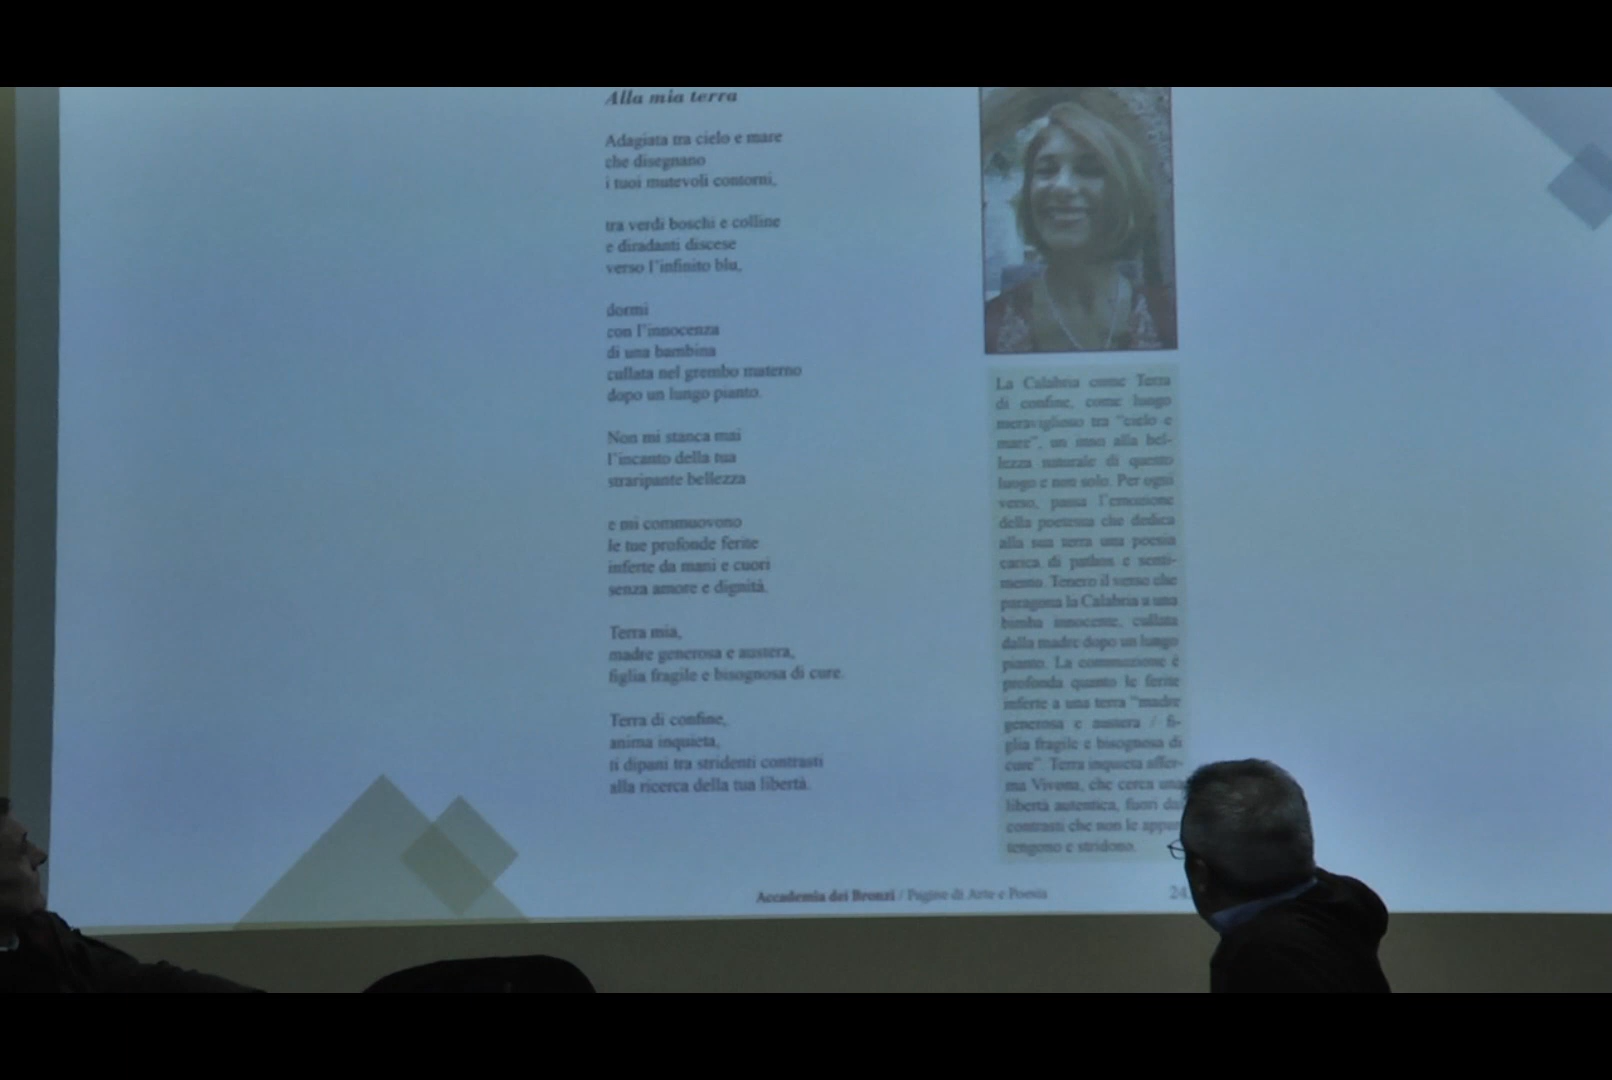 Alla mia terra
Adagiata tra cielo e mare
che disegnano
i tuoi mutevoli contorni,
tra verdi boschi e colline
e diradanti discese
verso l'infinito blu,
dormi
con l'innocenza
di una bambina
cullata nel grembo materno
dopo un lungo pianto.
Non mi stanca mai
l'incanto della tua
straripante bellezza
e mi commuovono
le tue profonde ferite
inferte da mani e cuori
senza amore e dignità.
Terra mia,
madre generosa e austera,
figlia fragile e bisognosa di cure.
Terra di confine,
anima inquieta,
ti dipani tra stridenti contrasti
alla ricerca della tua libertà.
La Calabria come Terra
di confine, come luogo
meraviglioso tra "cielo e
mare", un inno alla bel-
lezza naturale di questo
luogo e non solo. Per ogni
verso, passa l'emozione
della poetessa che dedica
alla sua terra una poesia
carica di pathos e senti-
mento. Tenero il verso che
paragona la Calabria a una
bimba innocente, cullata
dalla madre dopo un lungo
pianto. La commozione è
profonda quanto le ferite
inferte a una terra "madre
generosa e austera / fi-
glia fragile e bisognosa di
cure". Terra inquieta affer-
ma Vivona, che cerca una
libertà autentica, fuori da
contrasti che non le appar
tengono e stridono.
Accademia dei Bronzi / Pagine di Arte e Poesia
24